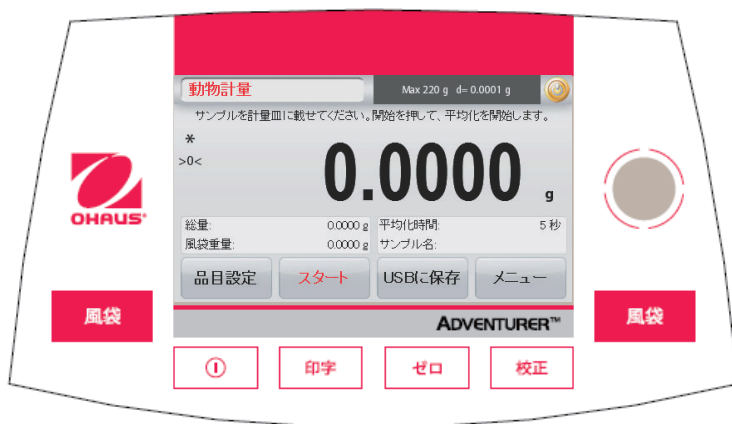 動物計量
Max 220 g d= 0.0001 g
サンプルを計量皿に載せてください。開始を押して、平均化を開始します。
*
>0<
0.0000 g
総量: 0.0000 g 平均化時間: 5 秒
風袋重量: 0.0000 g サンプル名:
品目設定 スタート USBに保存 メニュー
OHAUS
ADVENTURER™
風袋
風袋
印字 ゼロ 校正